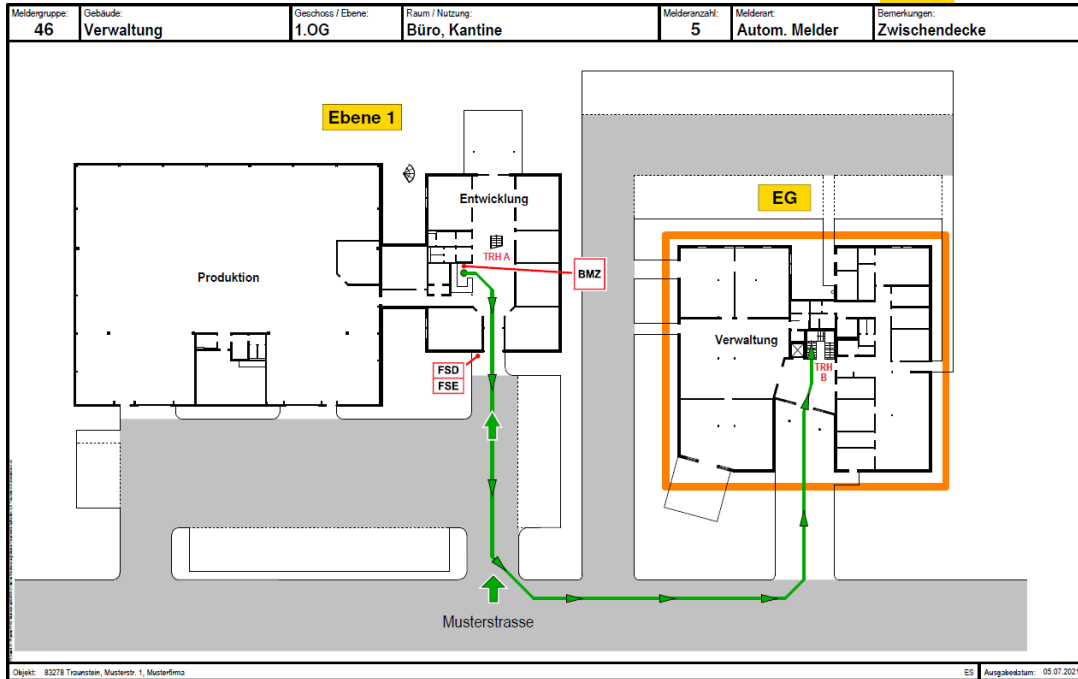 Meldergruppe: Gebäude: Geschoss / Ebene: Raum / Nutzung: Melderanzahl: Melderart: Bemerkungen:
46 Verwaltung 1.OG Büro, Kantine 5 Autom. Melder Zwischendecke
Ebene 1
Entwicklung
EG
TRH A
BMZ
Produktion
Verwaltung
TRH
B
FSD
FSE
Musterstrasse
Objekt: 83278 Traunstein, Musterstr. 1, Musterfirma ES Ausgabedatum: 05.07.2021